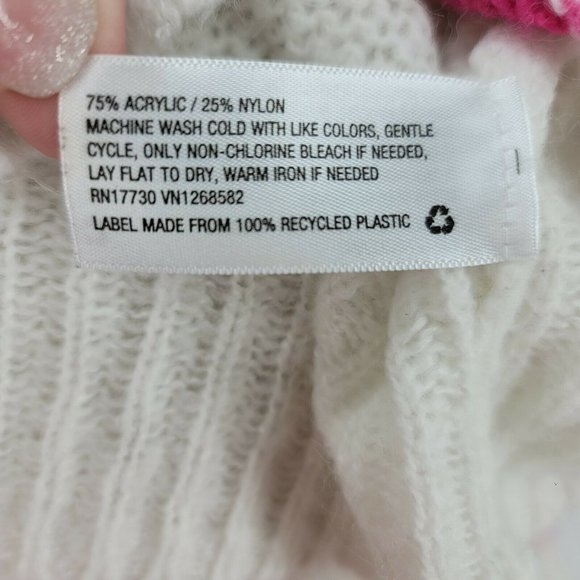 75% ACRYLIC / 25% NYLON
MACHINE WASH COLD WITH LIKE COLORS, GENTLE
CYCLE, ONLY NON-CHLORINE BLEACH IF NEEDED,
LAY FLAT TO DRY, WARM IRON IF NEEDED
RN17730 VN1268582
LABEL MADE FROM 100% RECYCLED PLASTIC